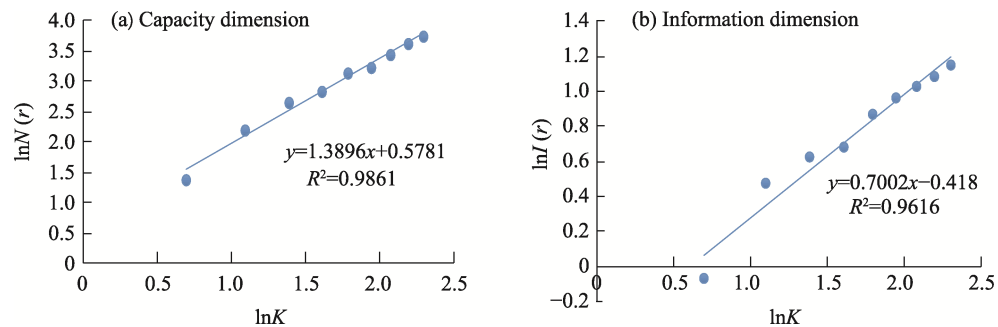 (a) Capacity dimension
4.0
3.5
3.0
2.5
2.0
1.5
1.0
0.5
0
lnN (r)
y=1.3896x+0.5781
R²=0.9861
0 0.5 1.0 1.5 2.0 2.5
lnK
(b) Information dimension
1.4
1.2
1.0
0.8
0.6
0.4
0.2
0
−0.2
lnI (r)
y=0.7002x−0.418
R²=0.9616
0 0.5 1.0 1.5 2.0 2.5
lnK